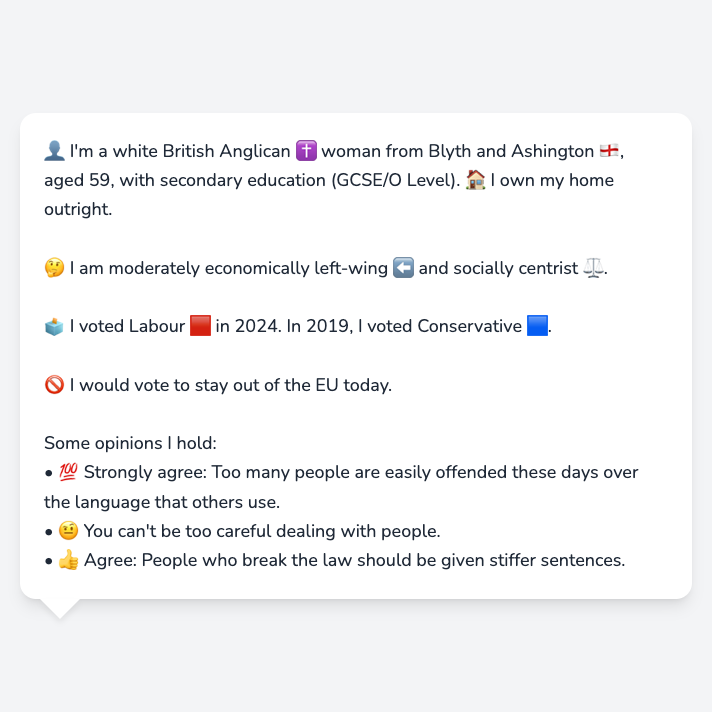 👤 I'm a white British Anglican ✝️ woman from Blyth and Ashington 🏴󠁧󠁢󠁥󠁮󠁧󠁿,
aged 59, with secondary education (GCSE/O Level). 🏠 I own my home
outright.
🤔 I am moderately economically left-wing ⬅️ and socially centrist ⚖️.
🗳️ I voted Labour 🟥 in 2024. In 2019, I voted Conservative 🟦.
🚫 I would vote to stay out of the EU today.
Some opinions I hold:
• 💯 Strongly agree: Too many people are easily offended these days over
the language that others use.
• 🤨 You can't be too careful dealing with people.
• 👍 Agree: People who break the law should be given stiffer sentences.